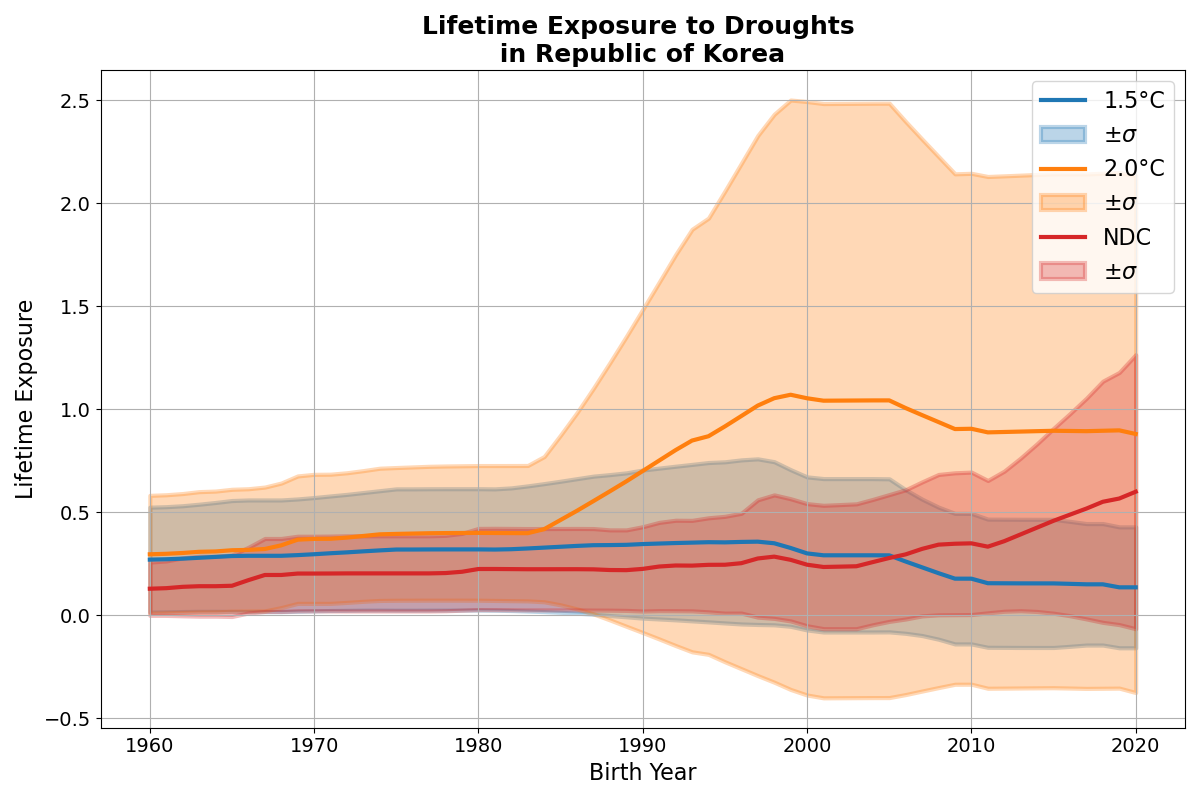 Lifetime Exposure to Droughts
in Republic of Korea
Lifetime Exposure
2.5
2.0
1.5
1.0
0.5
0.0
−0.5
1.5°C
±σ
2.0°C
±σ
NDC
±σ
1960 1970 1980 1990 2000 2010 2020
Birth Year